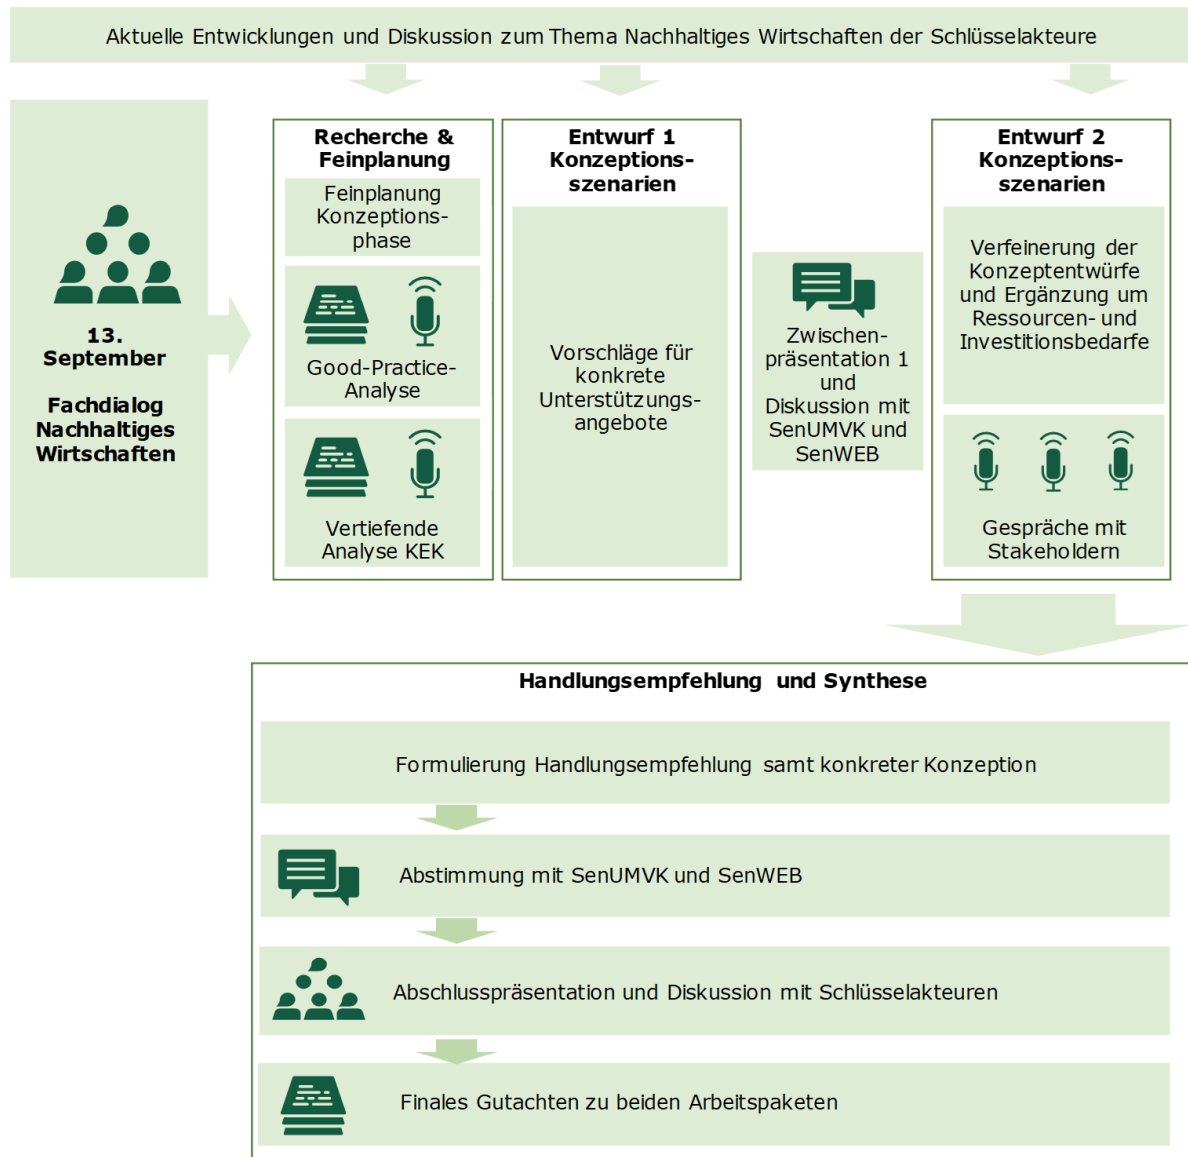 Aktuelle Entwicklungen und Diskussion zum Thema Nachhaltiges Wirtschaften der Schlüsselakteure
13.
September
Fachdialog
Nachhaltiges
Wirtschaften
Recherche &
Feinplanung
Feinplanung
Konzeptions-
phase
Good-Practice-
Analyse
Vertiefende
Analyse KEK
Entwurf 1
Konzeptions-
szenarien
Vorschläge für
konkrete
Unterstützungs-
angebote
Zwischen-
präsentation 1
und
Diskussion mit
SenUMVK und
SenWEB
Entwurf 2
Konzeptions-
szenarien
Verfeinerung der
Konzeptentwürfe
und Ergänzung um
Ressourcen- und
Investitionsbedarfe
Gespräche mit
Stakeholdern
Handlungsempfehlung und Synthese
Formulierung Handlungsempfehlung samt konkreter Konzeption
Abstimmung mit SenUMVK und SenWEB
Abschlusspräsentation und Diskussion mit Schlüsselakteuren
Finales Gutachten zu beiden Arbeitspaketen